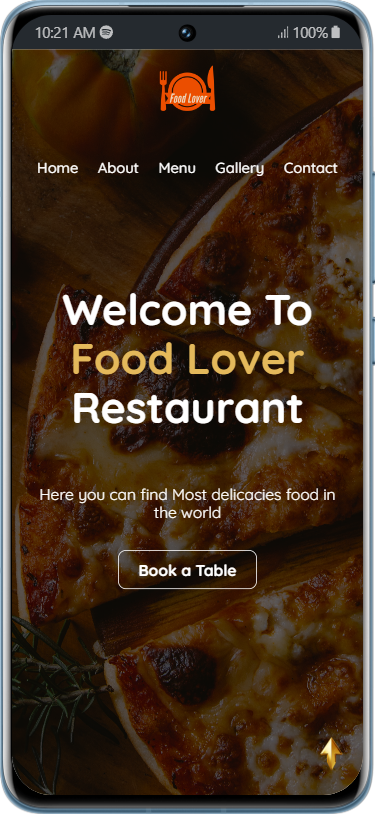 10:21 AM 100%
Food Lover
Home About Menu Gallery Contact
Welcome To
Food Lover
Restaurant
Here you can find Most delicacies food in
the world
Book a Table